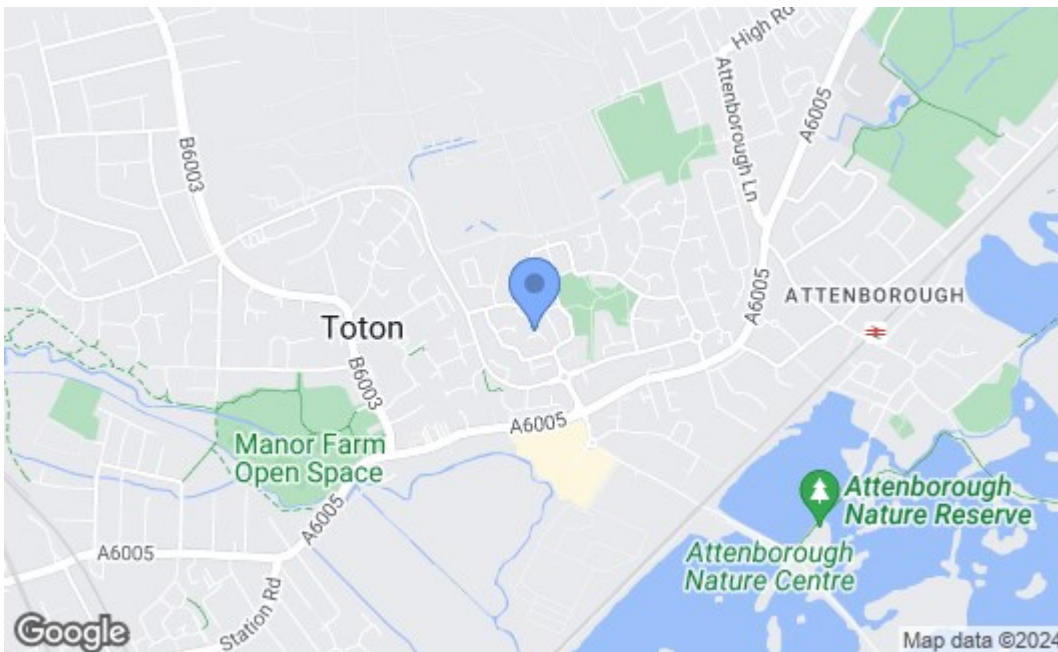 High Rd
Attenborough Ln
A6005
B6003
A6005
ATTENBOROUGH
Toton
B6003
A6005
Manor Farm
Open Space
A6005
A6005
Station Rd
Attenborough
Nature Reserve
Attenborough
Nature Centre
Google
Map data ©2024